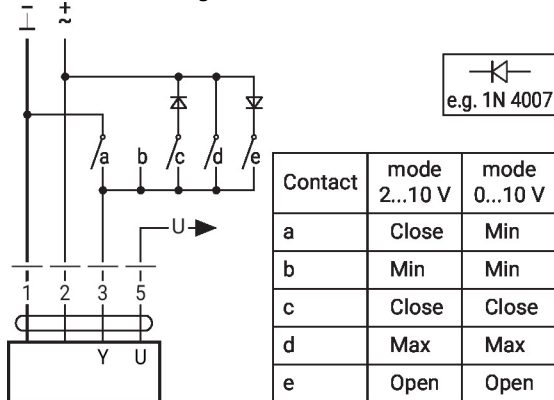 − +
⊥ ~
e.g. 1N 4007
a b c d e
U
1 2 3 5
Y U
Contact mode 2...10 V mode 0...10 V
a Close Min
b Min Min
c Close Close
d Max Max
e Open Open